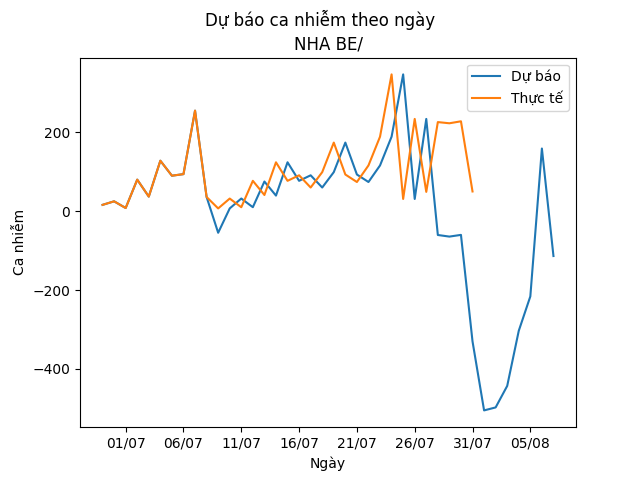 Dự báo ca nhiễm theo ngày
NHA BE/
Dự báo
Thực tế
Ca nhiễm
200
0
−200
−400
01/07 06/07 11/07 16/07 21/07 26/07 31/07 05/08
Ngày